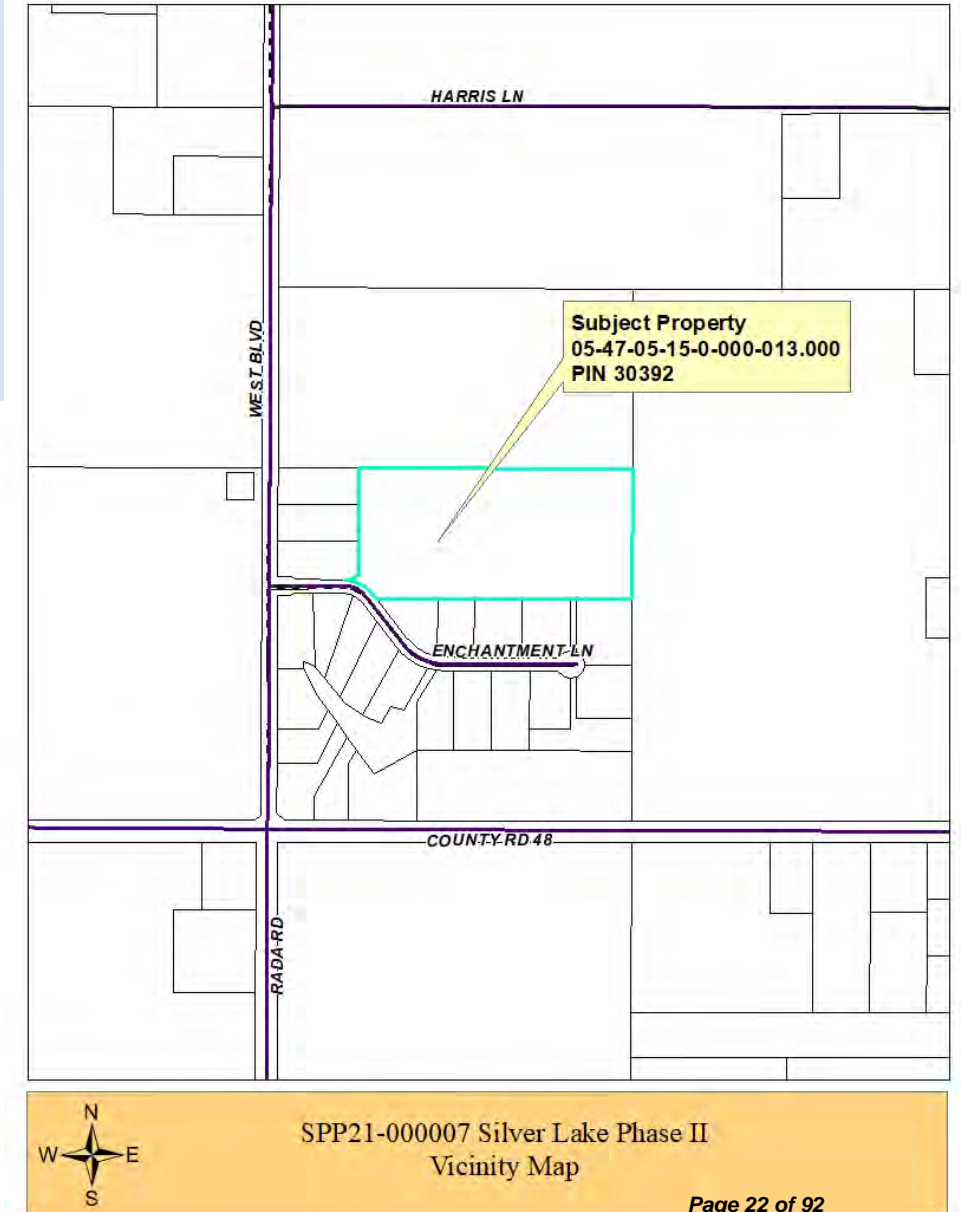 HARRIS LN
WEST BLVD
Subject Property
05-47-05-15-0-000-013.000
PIN 30392
ENCHANTMENT LN
COUNTY RD 48
RADA RD
N
W E
S
SPP21-000007 Silver Lake Phase II
Vicinity Map
Page 22 of 92